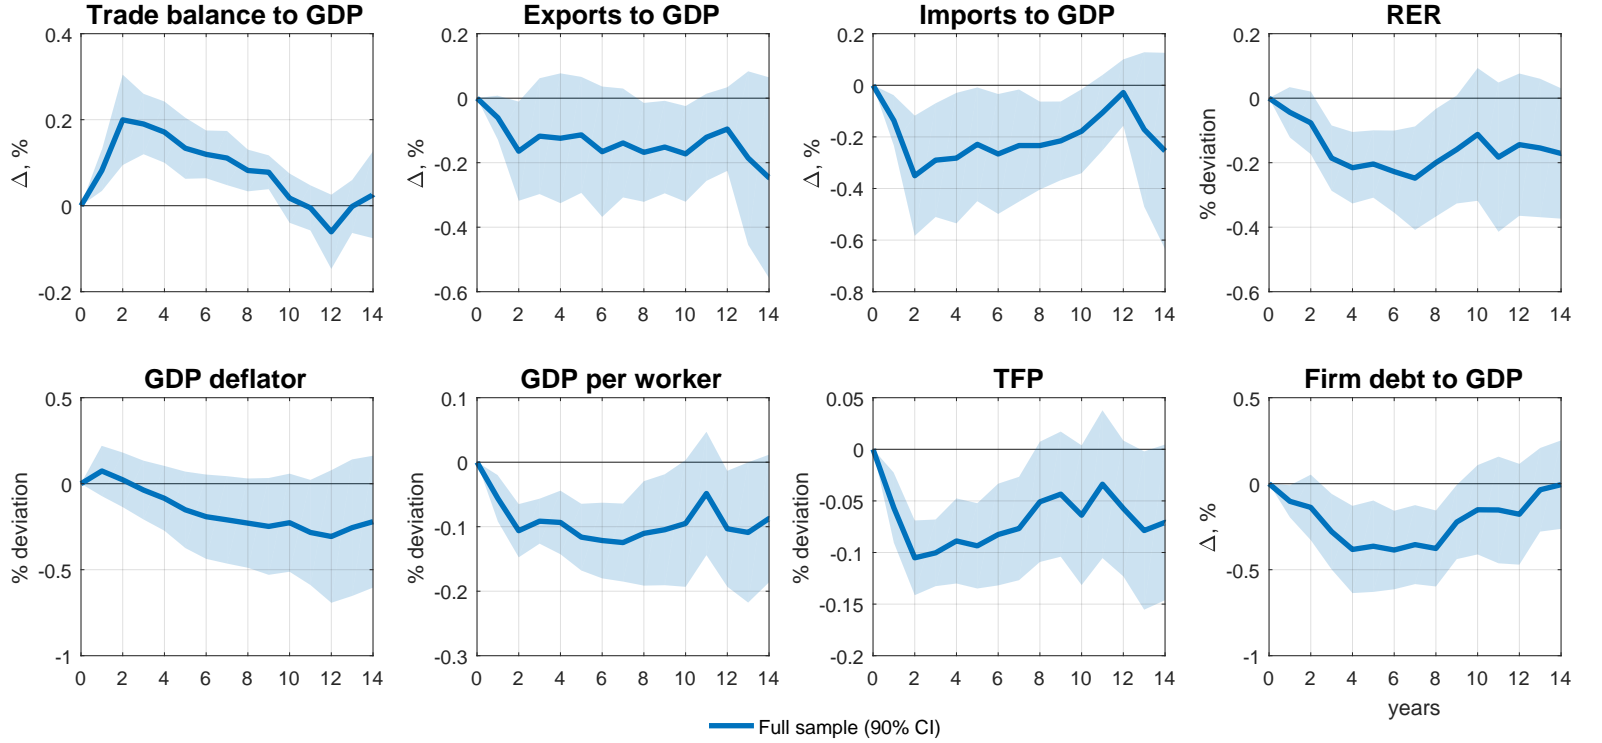 Trade balance to GDP
Exports to GDP
Imports to GDP
RER
0.4
0.2
0
-0.2
Δ, %
0 2 4 6 8 10 12 14
0.2
0
-0.2
-0.4
-0.6
Δ, %
0 2 4 6 8 10 12 14
0.2
0
-0.2
-0.4
-0.6
-0.8
Δ, %
0 2 4 6 8 10 12 14
0.2
0
-0.2
-0.4
-0.6
% deviation
0 2 4 6 8 10 12 14
GDP deflator
GDP per worker
TFP
Firm debt to GDP
0.5
0
-0.5
-1
% deviation
0 2 4 6 8 10 12 14
0.1
0
-0.1
-0.2
-0.3
% deviation
0 2 4 6 8 10 12 14
0.05
0
-0.05
-0.1
-0.15
-0.2
% deviation
0 2 4 6 8 10 12 14
0.5
0
-0.5
-1
Δ, %
0 2 4 6 8 10 12 14
years
Full sample (90% CI)